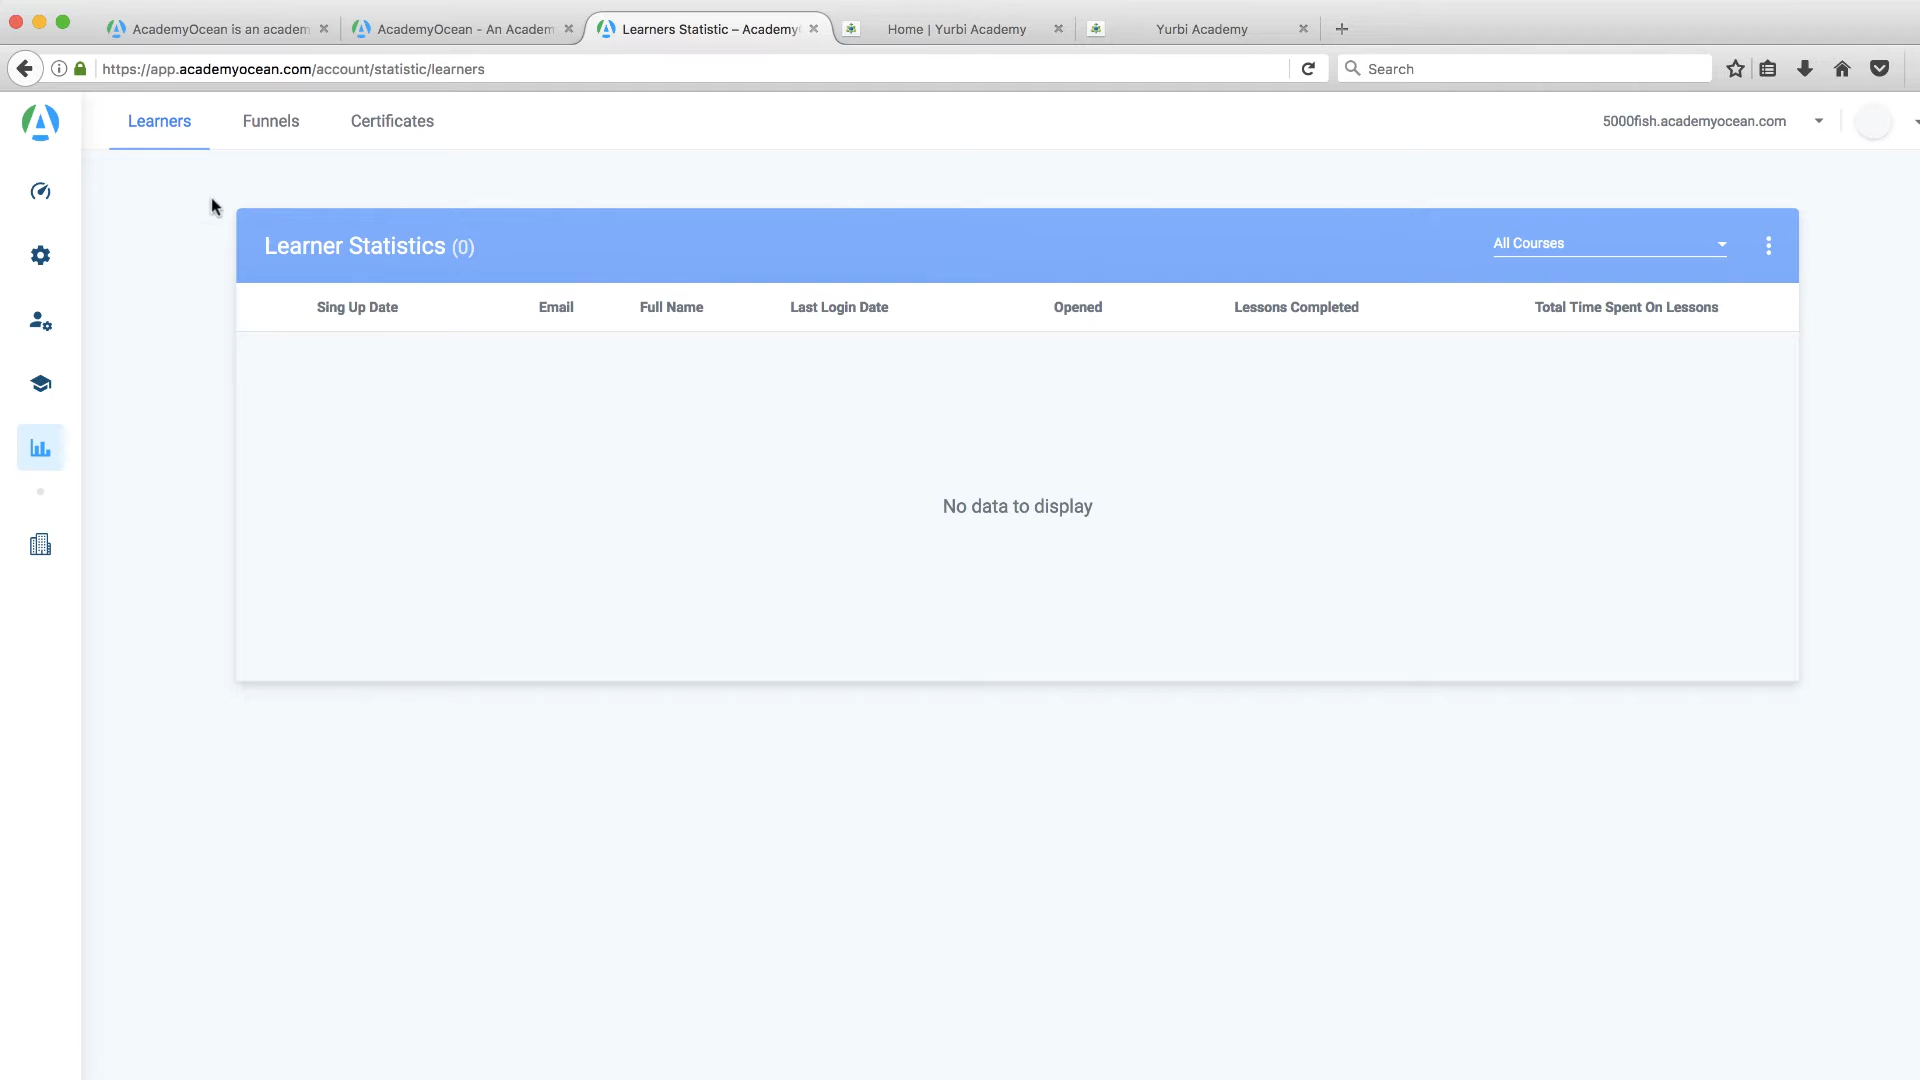 AcademyOcean is an academ
AcademyOcean - An Academ
Learners Statistic – Academy
Home | Yurbi Academy
Yurbi Academy
https://app.academyocean.com/account/statistic/learners
Search
Learners
Funnels
Certificates
5000fish.academyocean.com
Learner Statistics (0)
All Courses
Sing Up Date
Email
Full Name
Last Login Date
Opened
Lessons Completed
Total Time Spent On Lessons
No data to display